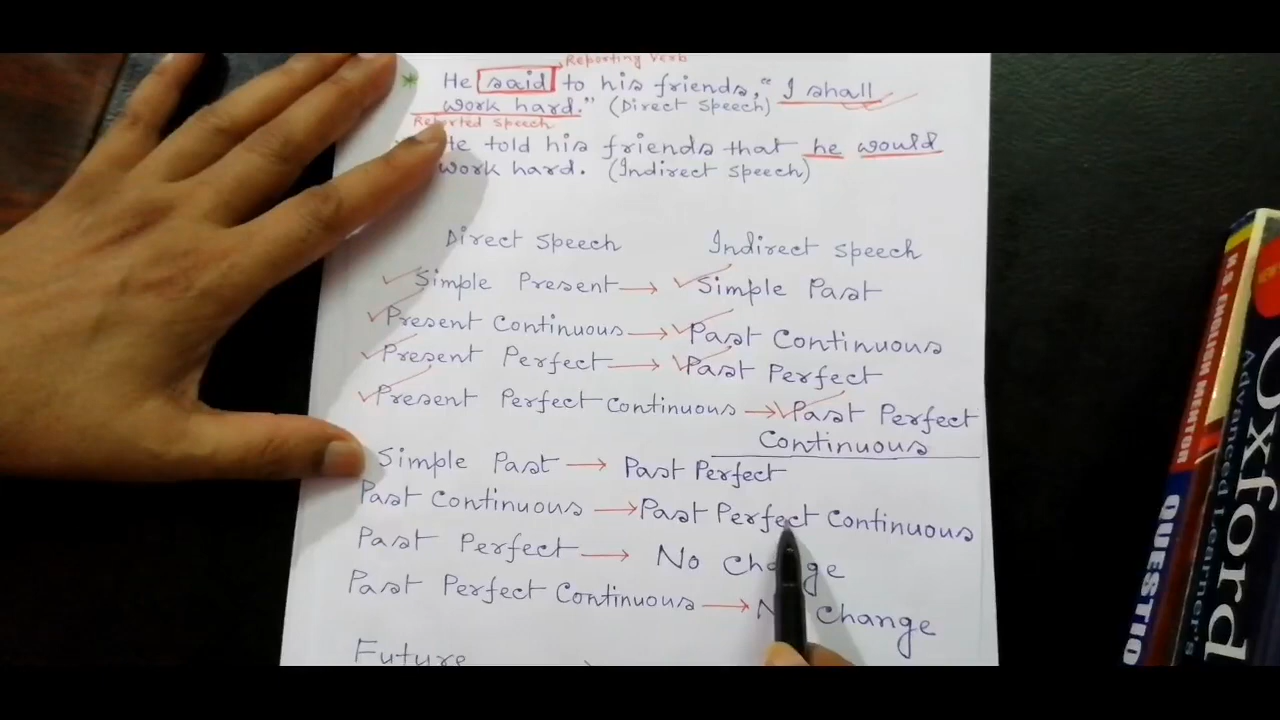 Reporting verb
* He said to his friends, "I shall
work hard." (Direct speech)
Reported speech
He told his friends that he would
work hard. (Indirect speech)
Direct speech Indirect speech
Simple Present → Simple Past
Present Continuous → Past Continuous
Present Perfect → Past Perfect
Present Perfect Continuous → Past Perfect
Continuous
Simple Past → Past Perfect
Past Continuous → Past Perfect Continuous
Past Perfect → No change
Past Perfect Continuous → No change
Future
ENGLISH MENTOR
QUESTIO
Oxford
Advanced Learner's